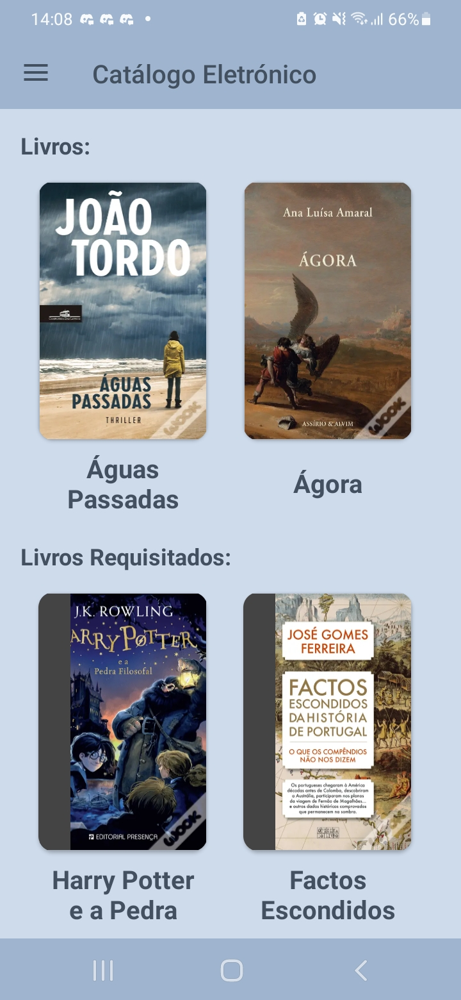 14:08
66%
Catálogo Eletrónico
Livros:
JOÃO
TORDO
COMPANHIA DAS LETRAS
ÁGUAS
PASSADAS
THRILLER
WOOK
Ana Luísa Amaral
ÁGORA
ASSÍRIO & ALVIM
WOOK
Águas
Passadas
Ágora
Livros Requisitados:
J.K. ROWLING
ARRY POTTER
e a
Pedra Filosofal
EDITORIAL PRESENÇA
WOOK
JOSÉ GOMES
FERREIRA
FACTOS
ESCONDIDOS
DA HISTÓRIA
DE PORTUGAL
O QUE OS COMPÊNDIOS
NÃO NOS DIZEM
Os portugueses chegaram à América
décadas antes de Colombo, descobriram
a Austrália, participaram nos planos
da viagem de Fernão de Magalhães...
e outros dados históricos comprovados
que permanecem na sombra.
WOOK
Harry Potter
e a Pedra
Factos
Escondidos